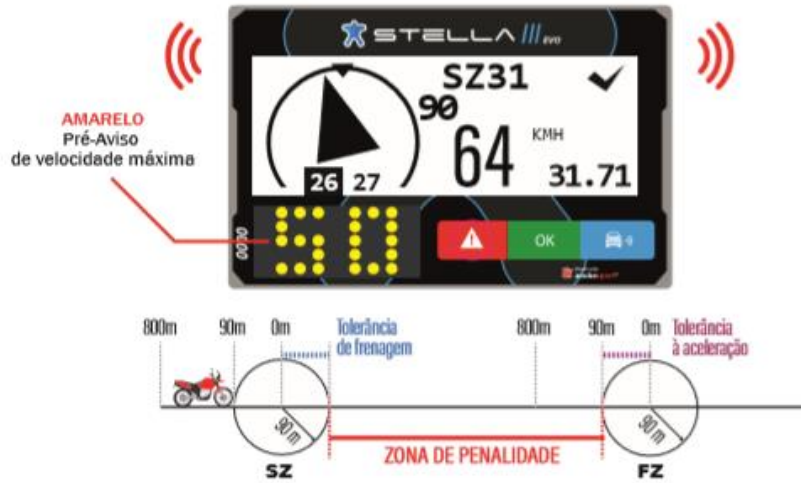 STELLA III EVO
AMARELO
Pré-Aviso
de velocidade máxima
SZ31
90
64 KMH
31.71
26 27
50
OK
800m 90m 0m Tolerância
de frenagem
800m 90m 0m Tolerância
à aceleração
90 m
90 m
ZONA DE PENALIDADE
SZ
FZ